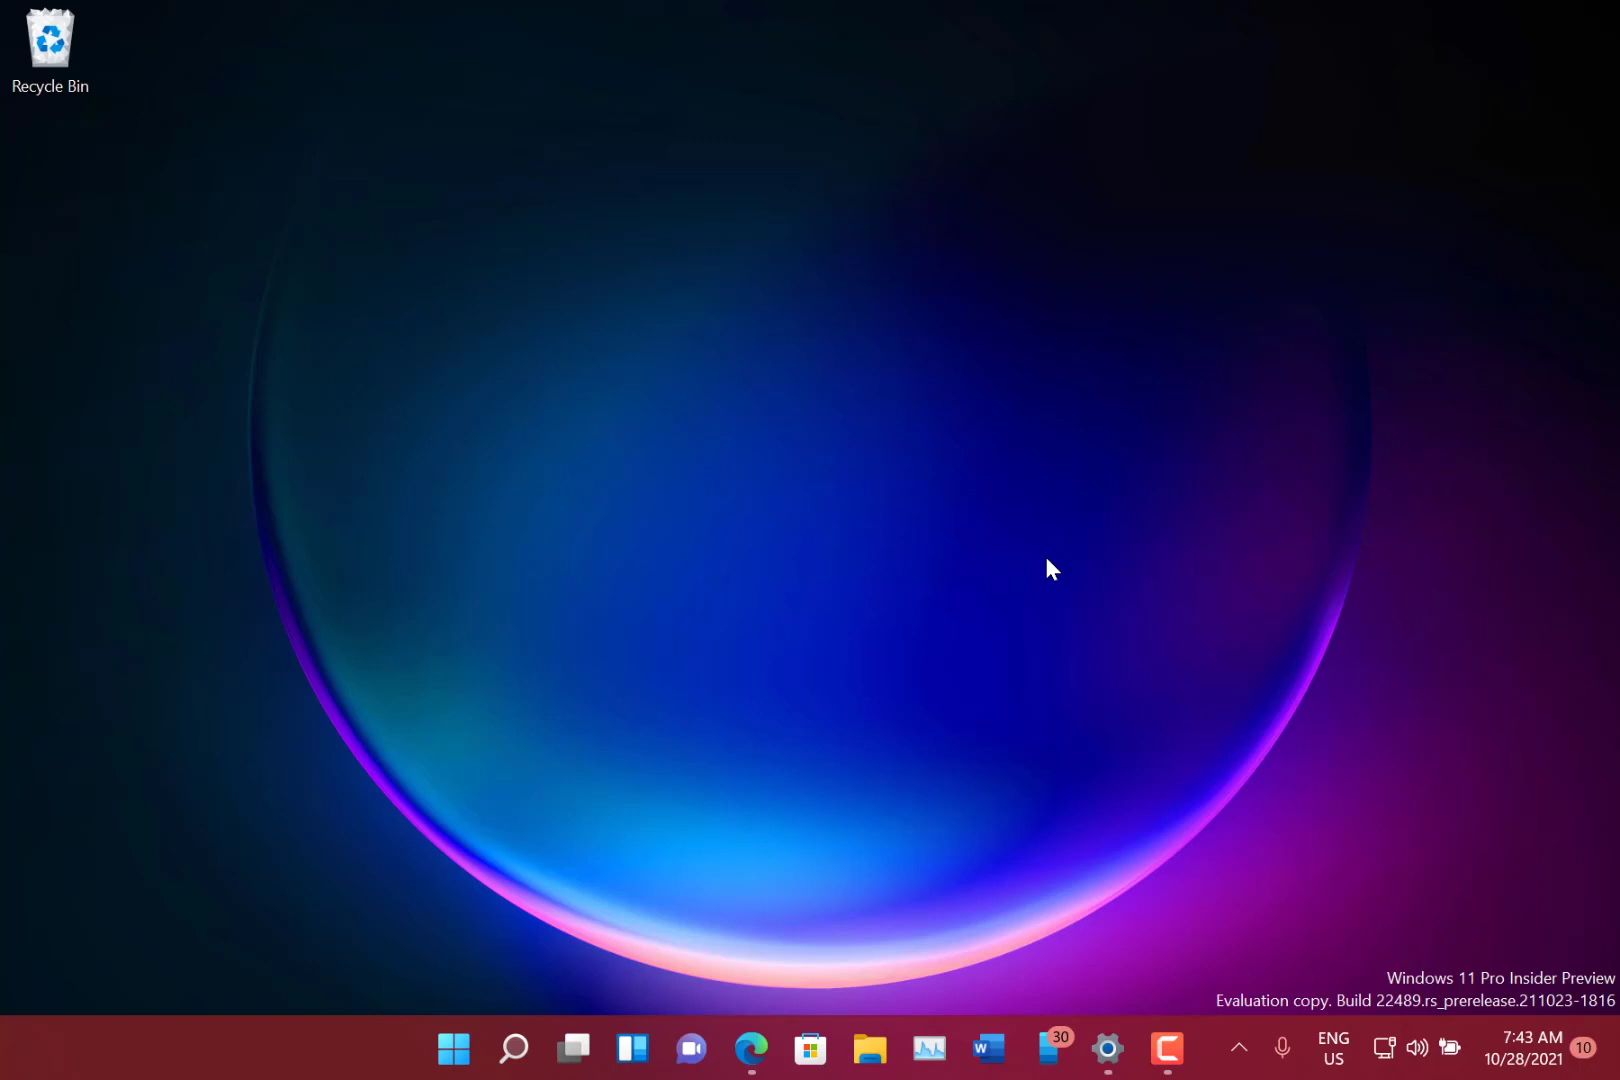 Recycle Bin
Windows 11 Pro Insider Preview
Evaluation copy. Build 22489.rs_prerelease.211023-1816
W
30
ENG
US
7:43 AM
10/28/2021
10